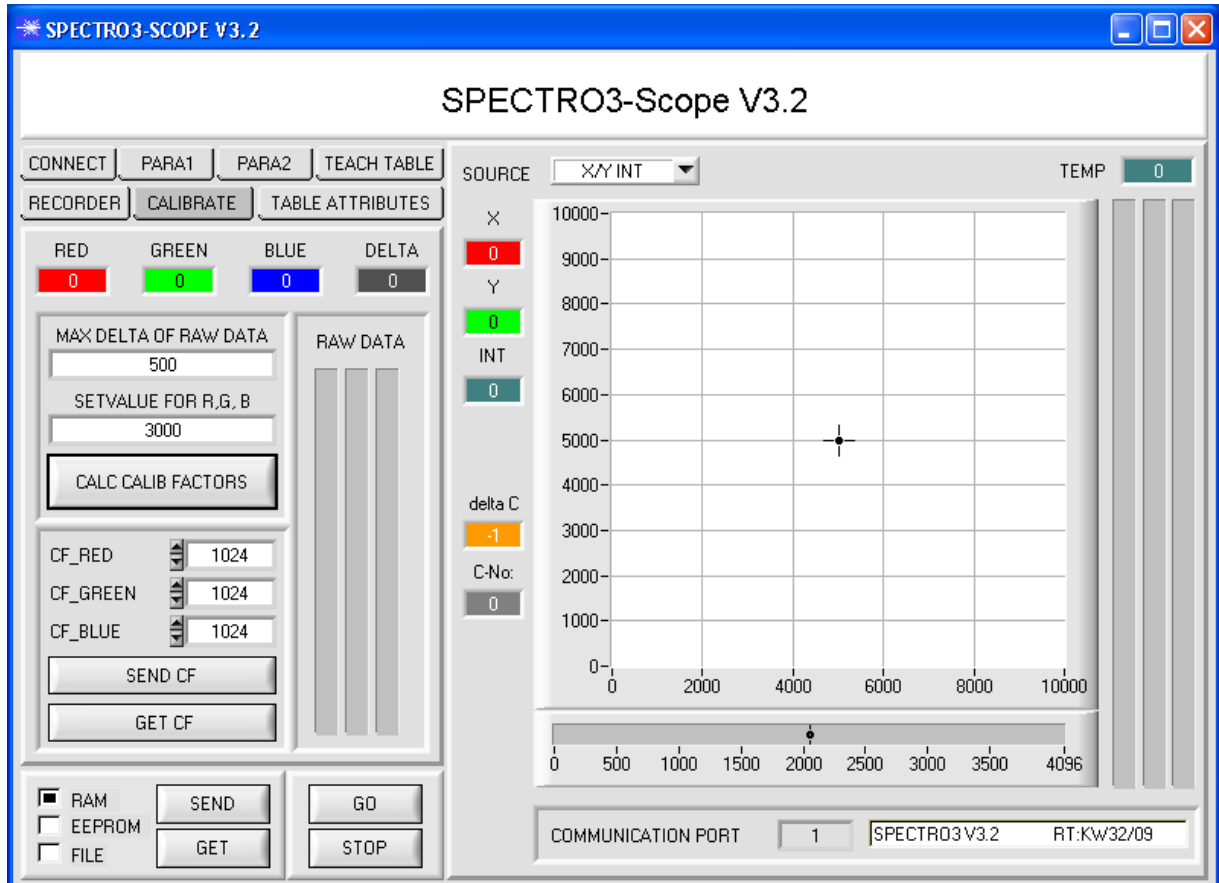 SPECTRO3-SCOPE V3.2
SPECTRO3-Scope V3.2
CONNECT PARA1 PARA2 TEACH TABLE
RECORDER CALIBRATE TABLE ATTRIBUTES
RED GREEN BLUE DELTA
0 0 0 0
MAX DELTA OF RAW DATA
500
SETVALUE FOR R,G, B
3000
CALC CALIB FACTORS
RAW DATA
CF_RED 1024
CF_GREEN 1024
CF_BLUE 1024
SEND CF
GET CF
RAM
EEPROM
FILE
SEND
GET
GO
STOP
SOURCE X/Y INT
TEMP 0
X
0
Y
0
INT
0
delta C
-1
C-No:
0
10000
9000
8000
7000
6000
5000
4000
3000
2000
1000
0
0 2000 4000 6000 8000 10000
0 500 1000 1500 2000 2500 3000 3500 4096
COMMUNICATION PORT 1 SPECTRO3 V3.2 RT:KW32/09